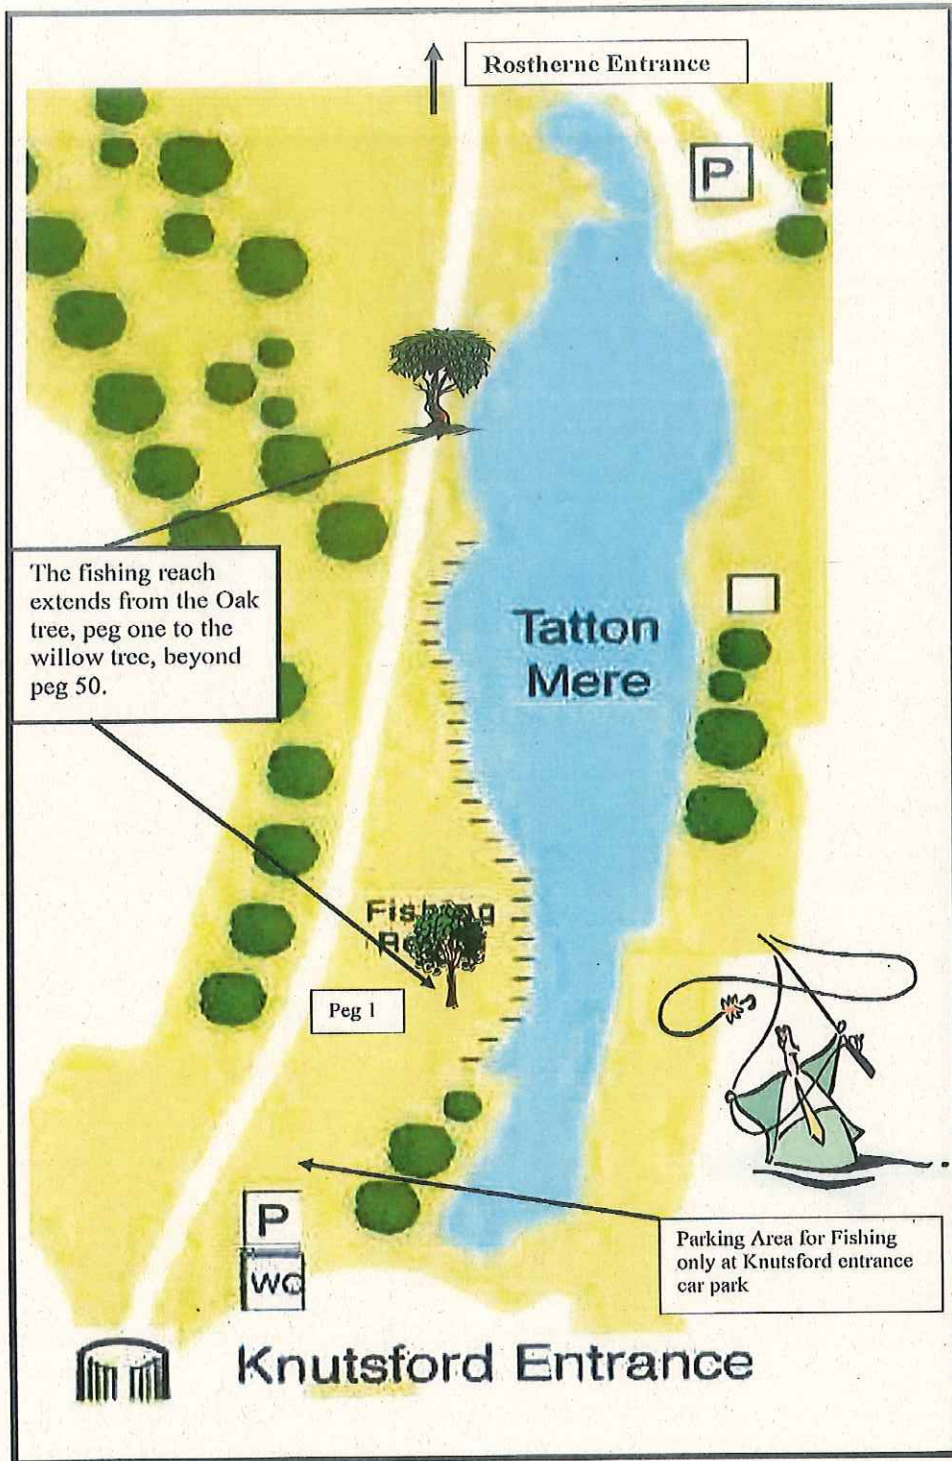 Rostherne Entrance
P
The fishing reach
extends from the Oak
tree, peg one to the
willow tree, beyond
peg 50.
Tatton
Mere
Fishing
Peg 1
P
WC
Parking Area for Fishing
only at Knutsford entrance
car park
Knutsford Entrance